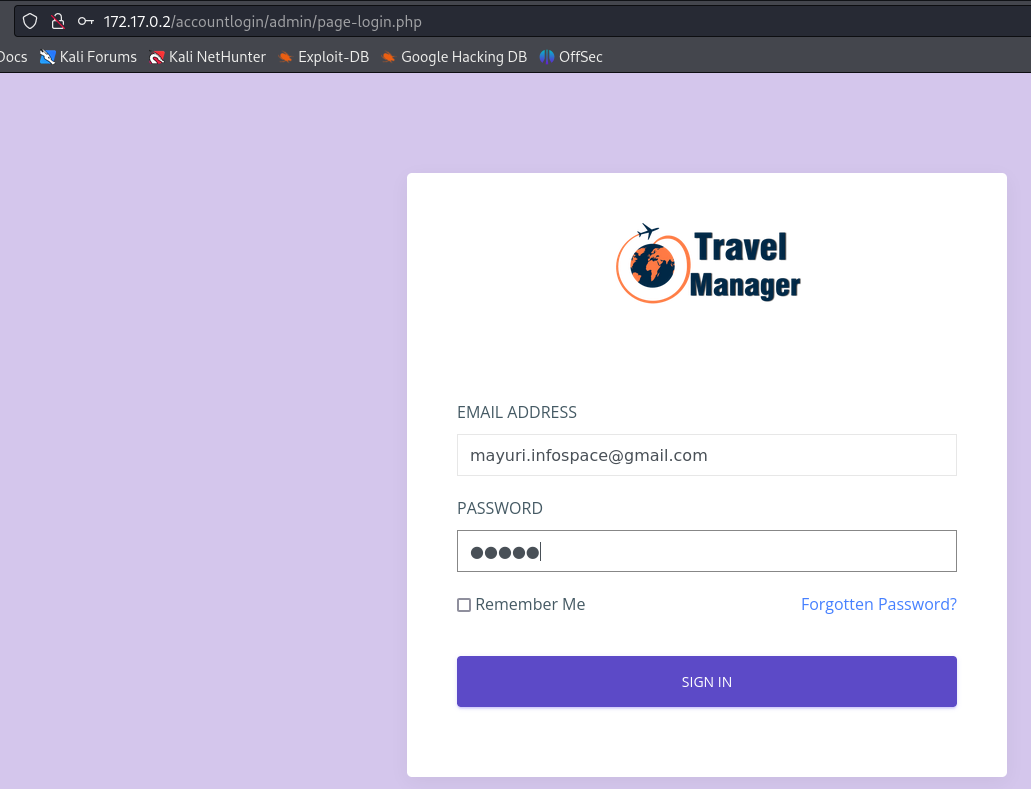 172.17.0.2/accountlogin/admin/page-login.php
Docs Kali Forums Kali NetHunter Exploit-DB Google Hacking DB OffSec
Travel
Manager
EMAIL ADDRESS
mayuri.infospace@gmail.com
PASSWORD
●●●●●
Remember Me Forgotten Password?
SIGN IN